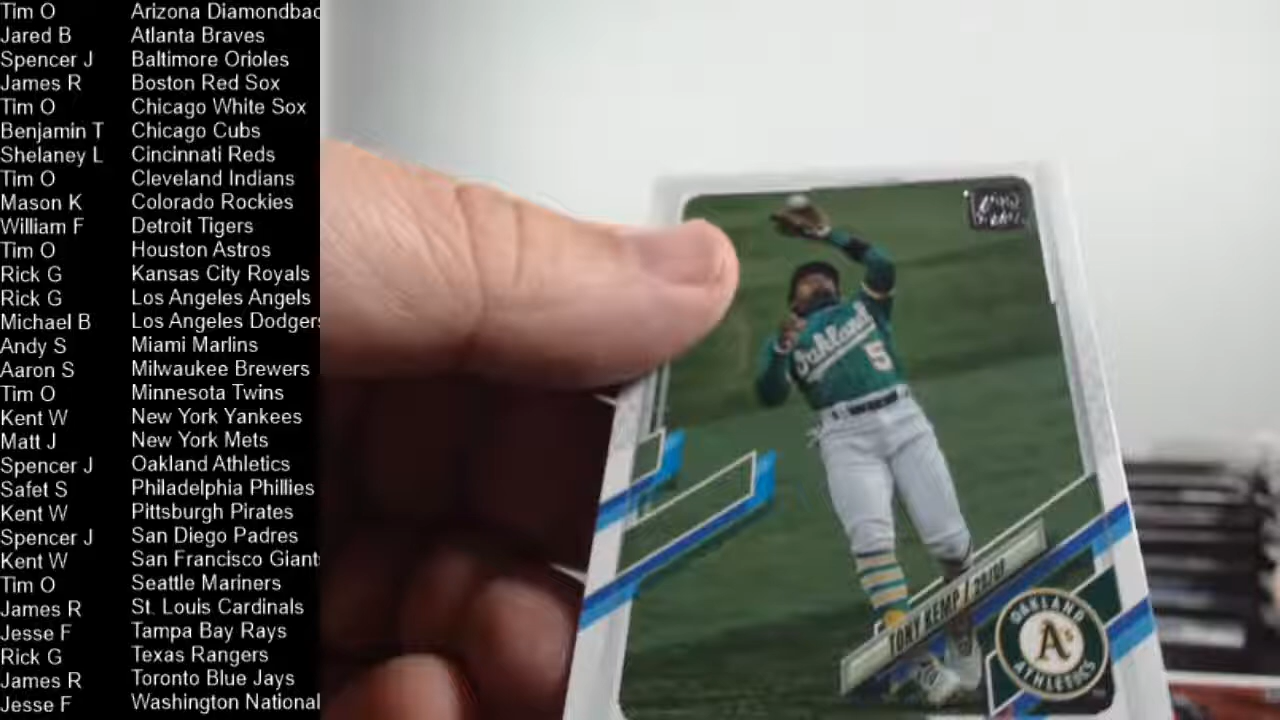 Tim O Arizona Diamondbac
Jared B Atlanta Braves
Spencer J Baltimore Orioles
James R Boston Red Sox
Tim O Chicago White Sox
Benjamin T Chicago Cubs
Shelaney L Cincinnati Reds
Tim O Cleveland Indians
Mason K Colorado Rockies
William F Detroit Tigers
Tim O Houston Astros
Rick G Kansas City Royals
Rick G Los Angeles Angels
Michael B Los Angeles Dodgers
Andy S Miami Marlins
Aaron S Milwaukee Brewers
Tim O Minnesota Twins
Kent W New York Yankees
Matt J New York Mets
Spencer J Oakland Athletics
Safet S Philadelphia Phillies
Kent W Pittsburgh Pirates
Spencer J San Diego Padres
Kent W San Francisco Giants
Tim O Seattle Mariners
James R St. Louis Cardinals
Jesse F Tampa Bay Rays
Rick G Texas Rangers
James R Toronto Blue Jays
Jesse F Washington National
Oakland
5
TONY KEMP / 2B/OF
OAKLAND
A's
ATHLETICS